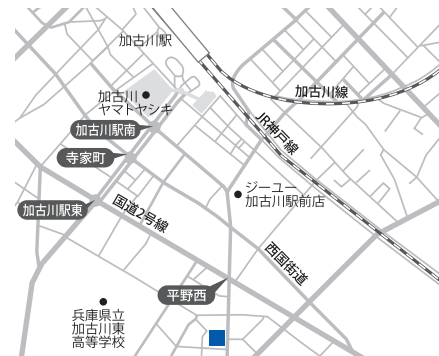 加古川駅
加古川線
加古川
ヤマトヤシキ
JR神戸線
加古川駅南
寺家町
ジーユー
加古川駅前店
加古川駅東
国道2号線
西国街道
平野西
兵庫県立
加古川東
高等学校